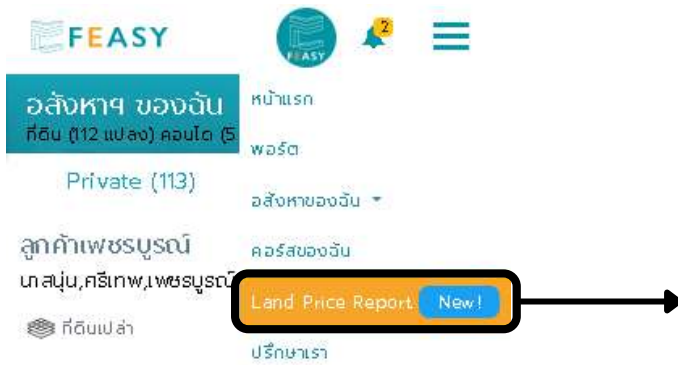 FEASY
FEASY
2
อสังหาฯ ของฉัน
ที่ดิน (112 แปลง) คอนโด (5
Private (113)
ลูกค้าเพชรบูรณ์
นาสนุ่น,ศรีเทพ,เพชรบูรณ์
ที่ดินเปล่า
หน้าแรก
พอร์ต
อสังหาของฉัน
คอร์สของฉัน
Land Price Report New!
ปรึกษาเรา